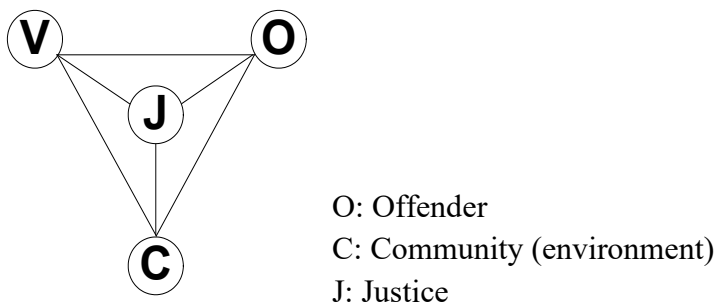 V O
J
O: Offender
C: Community (environment)
C
J: Justice